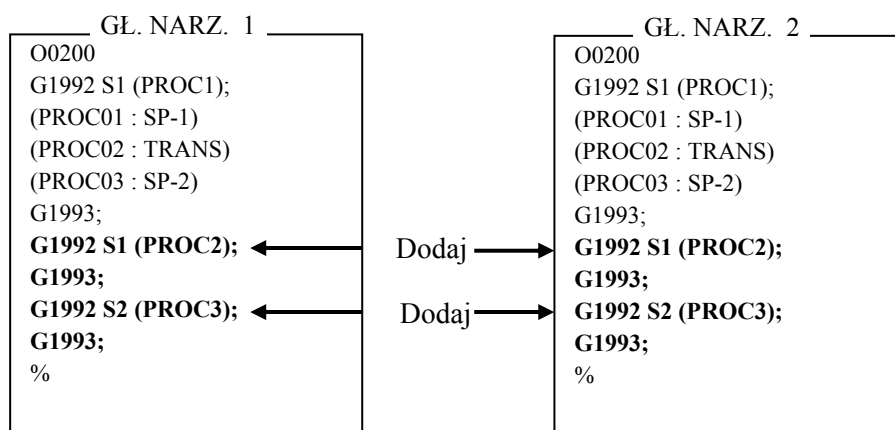 GŁ. NARZ. 1
O0200
G1992 S1 (PROC1);
(PROC01 : SP-1)
(PROC02 : TRANS)
(PROC03 : SP-2)
G1993;
G1992 S1 (PROC2);
G1993;
G1992 S2 (PROC3);
G1993;
%
Dodaj
Dodaj
GŁ. NARZ. 2
O0200
G1992 S1 (PROC1);
(PROC01 : SP-1)
(PROC02 : TRANS)
(PROC03 : SP-2)
G1993;
G1992 S1 (PROC2);
G1993;
G1992 S2 (PROC3);
G1993;
%